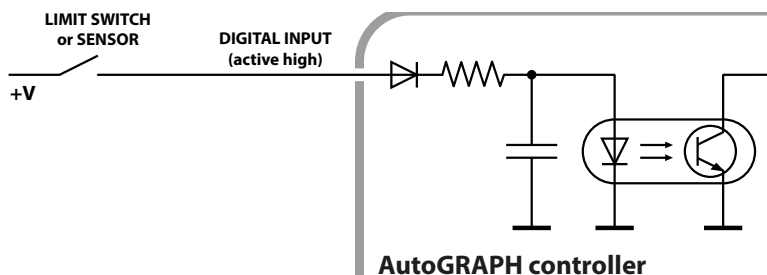 LIMIT SWITCH
or SENSOR
DIGITAL INPUT
(active high)
+V
AutoGRAPH controller